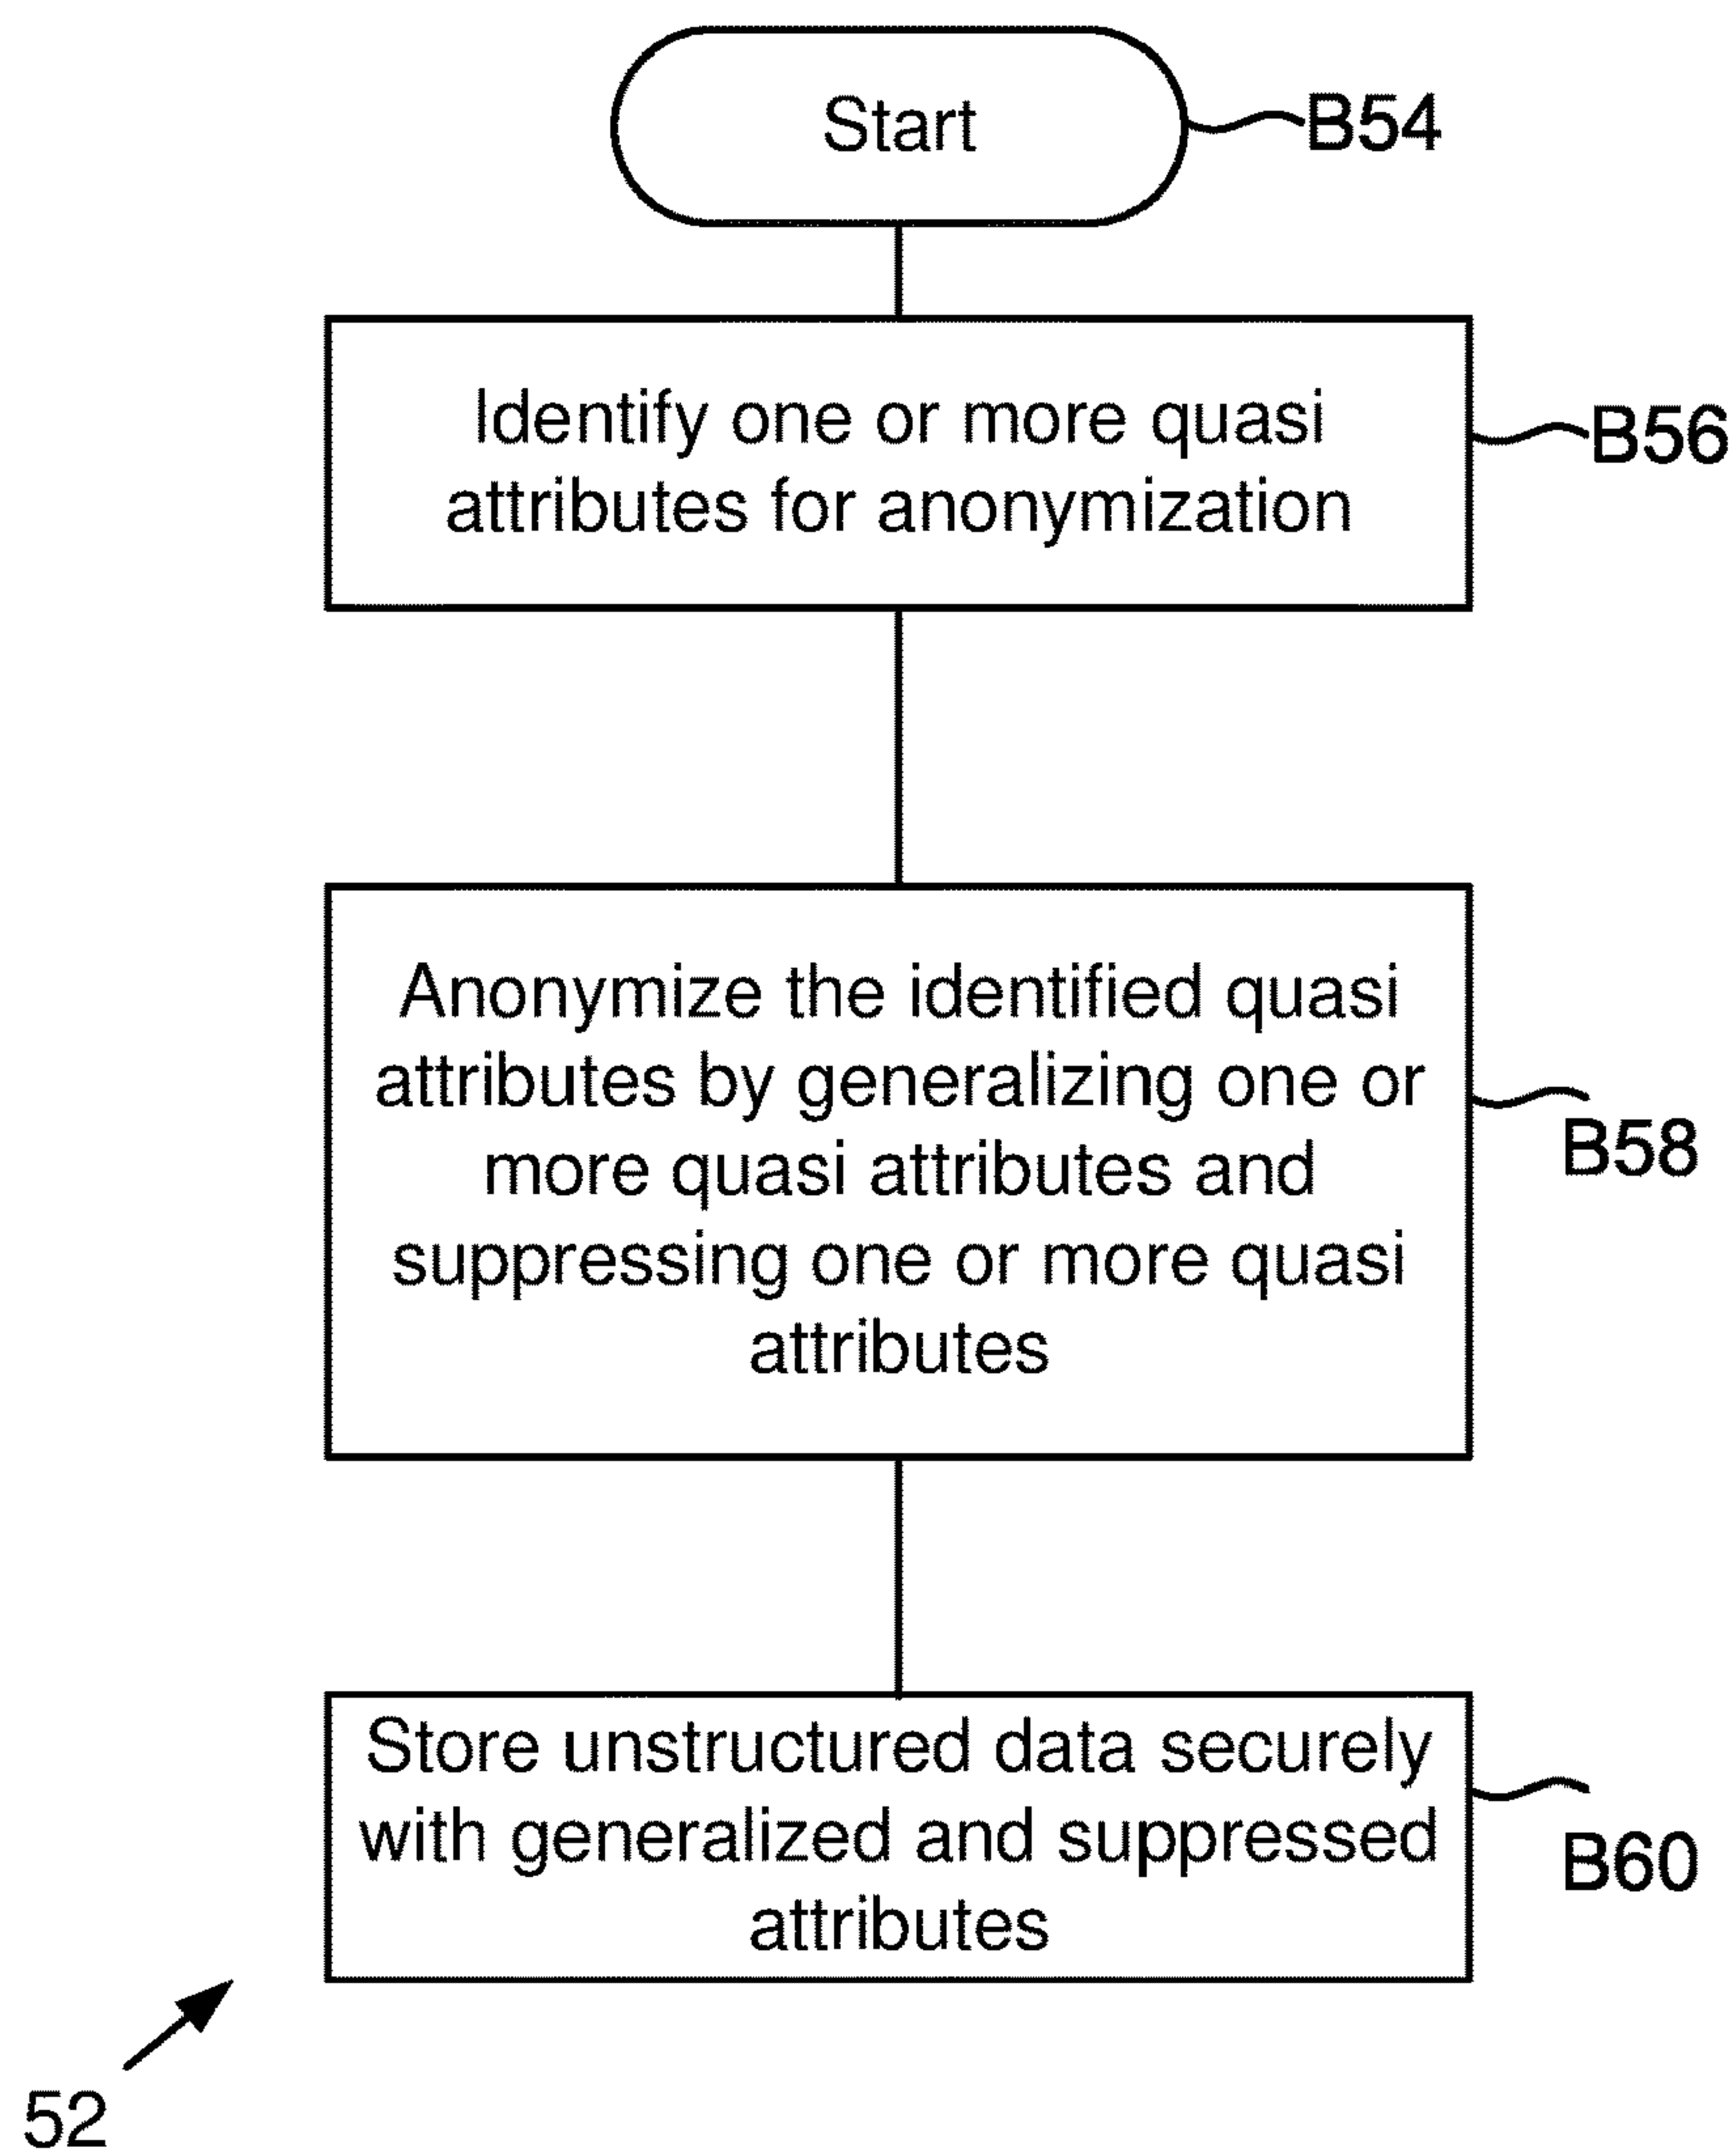 Start
B54
Identify one or more quasi
attributes for anonymization
B56
Anonymize the identified quasi
attributes by generalizing one or
more quasi attributes and
suppressing one or more quasi
attributes
B58
Store unstructured data securely
with generalized and suppressed
attributes
B60
52